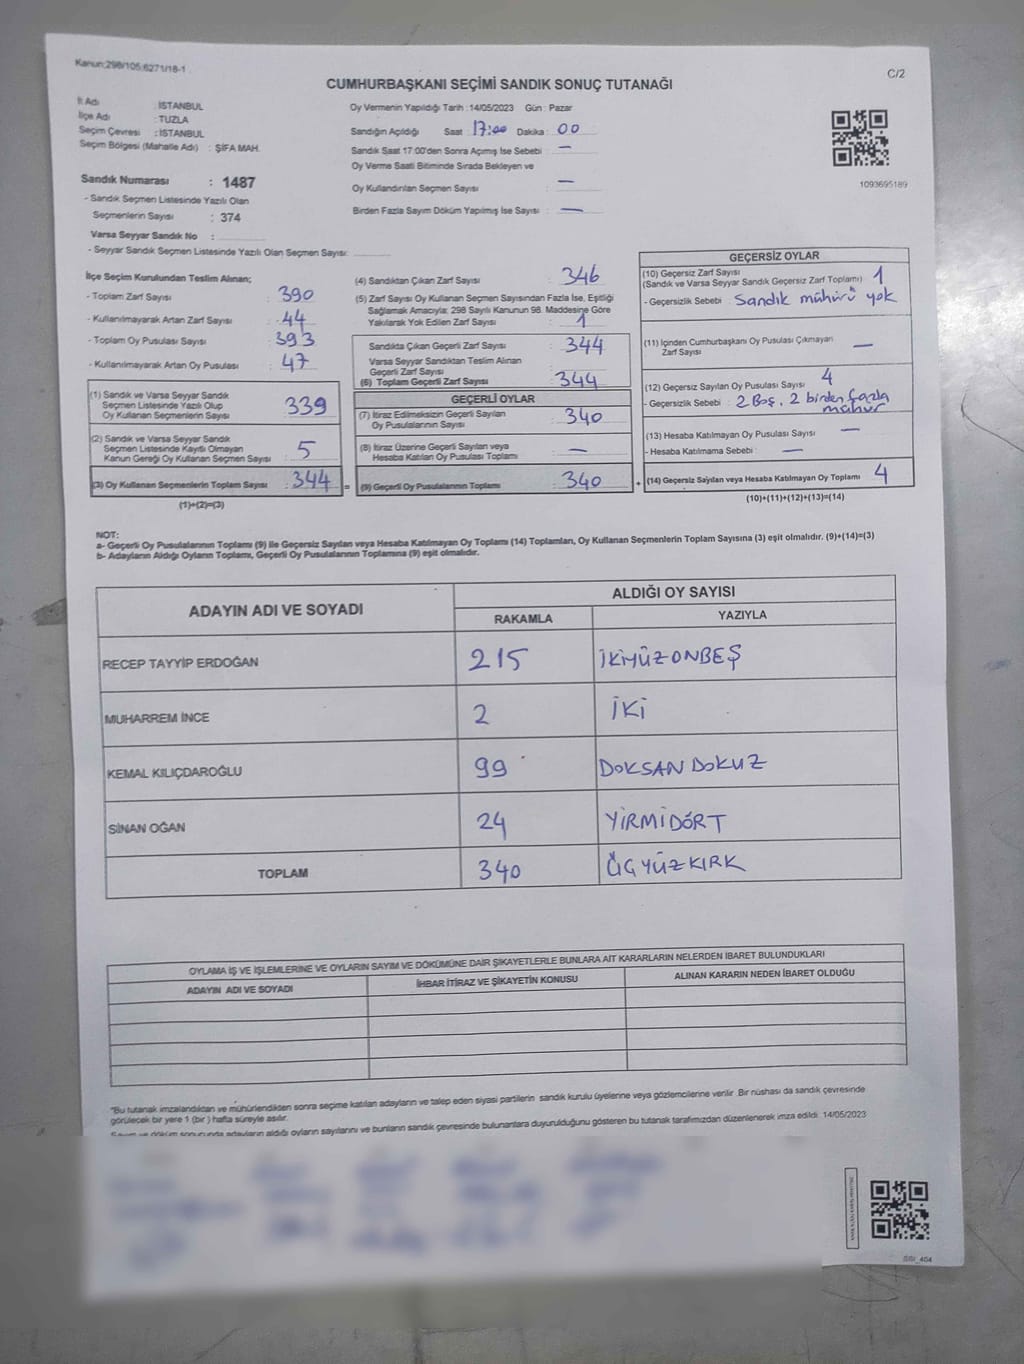 Kanun:298/105;6271/18-1
C/2
CUMHURBAŞKANI SEÇİMİ SANDIK SONUÇ TUTANAĞI
İl Adı : İSTANBUL
İlçe Adı : TUZLA
Seçim Çevresi : İSTANBUL
Seçim Bölgesi (Mahalle Adı) : ŞİFA MAH.
Sandık Numarası : 1487
- Sandık Seçmen Listesinde Yazılı Olan
Seçmenlerin Sayısı : 374
Varsa Seyyar Sandık No :
- Seyyar Sandık Seçmen Listesinde Yazılı Olan Seçmen Sayısı:
Oy Vermenin Yapıldığı Tarih : 14/05/2023 Gün : Pazar
Sandığın Açıldığı Saat : 17:00 Dakika : 00
Sandık Saat 17:00'den Sonra Açımış İse Sebebi : —
Oy Verme Saati Bitiminde Sırada Bekleyen ve
Oy Kullandırılan Seçmen Sayısı : —
Birden Fazla Sayım Döküm Yapılmış İse Sayısı : —
1093695189
İlçe Seçim Kurulundan Teslim Alınan;
- Toplam Zarf Sayısı : 390
- Kullanılmayarak Artan Zarf Sayısı : 44
- Toplam Oy Pusulası Sayısı : 393
- Kullanılmayarak Artan Oy Pusulası : 47
(1) Sandık ve Varsa Seyyar Sandık
Seçmen Listesinde Yazılı Olup
Oy Kullanan Seçmenlerin Sayısı : 339
(2) Sandık ve Varsa Seyyar Sandık
Seçmen Listesinde Kayıtlı Olmayan
Kanun Gereği Oy Kullanan Seçmen Sayısı : 5
(3) Oy Kullanan Seçmenlerin Toplam Sayısı : 344 =
(1)+(2)=(3)
(4) Sandıktan Çıkan Zarf Sayısı : 346
(5) Zarf Sayısı Oy Kullanan Seçmen Sayısından Fazla İse, Eşitliği
Sağlamak Amacıyla; 298 Sayılı Kanunun 98. Maddesine Göre
Yakılarak Yok Edilen Zarf Sayısı : 1
Sandıkta Çıkan Geçerli Zarf Sayısı : 344
Varsa Seyyar Sandıktan Teslim Alınan
Geçerli Zarf Sayısı :
(6) Toplam Geçerli Zarf Sayısı : 344
GEÇERLİ OYLAR
(7) İtiraz Edilmeksizin Geçerli Sayılan
Oy Pusulalarının Sayısı : 340
(8) İtiraz Üzerine Geçerli Sayılan veya
Hesaba Katılan Oy Pusulası Toplamı : —
(9) Geçerli Oy Pusulalarının Toplamı : 340 +
GEÇERSİZ OYLAR
(10) Geçersiz Zarf Sayısı
(Sandık ve Varsa Seyyar Sandık Geçersiz Zarf Toplamı) : 1
- Geçersizlik Sebebi : Sandık mühürü yok
(11) İçinden Cumhurbaşkanı Oy Pusulası Çıkmayan
Zarf Sayısı : —
(12) Geçersiz Sayılan Oy Pusulası Sayısı : 4
- Geçersizlik Sebebi : 2 Boş, 2 birden fazla
mühür
(13) Hesaba Katılmayan Oy Pusulası Sayısı : —
- Hesaba Katılmama Sebebi : —
(14) Geçersiz Sayılan veya Hesaba Katılmayan Oy Toplamı : 4
(10)+(11)+(12)+(13)=(14)
NOT:
a- Geçerli Oy Pusulalarının Toplamı (9) ile Geçersiz Sayılan veya Hesaba Katılmayan Oy Toplamı (14) Toplamları, Oy Kullanan Seçmenlerin Toplam Sayısına (3) eşit olmalıdır. (9)+(14)=(3)
b- Adayların Aldığı Oyların Toplamı, Geçerli Oy Pusulalarının Toplamına (9) eşit olmalıdır.
ADAYIN ADI VE SOYADI
ALDIĞI OY SAYISI
RAKAMLA YAZIYLA
RECEP TAYYİP ERDOĞAN 215 İKİYÜZONBEŞ
MUHARREM İNCE 2 İKİ
KEMAL KILIÇDAROĞLU 99 DOKSANDOKUZ
SİNAN OĞAN 24 YİRMİDÖRT
TOPLAM 340 ÜÇYÜZKIRK
OYLAMA İŞ VE İŞLEMLERİNE VE OYLARIN SAYIM VE DÖKÜMÜNE DAİR ŞİKAYETLERLE BUNLARA AİT KARARLARIN NELERDEN İBARET BULUNDUKLARI
ADAYIN ADI VE SOYADI İHBAR İTİRAZ VE ŞİKAYETİN KONUSU ALINAN KARARIN NEDEN İBARET OLDUĞU
"Bu tutanak imzalandıktan ve mühürlendikten sonra seçime katılan adayların ve talep eden siyasi partilerin sandık kurulu üyelerine veya gözlemcilerine verilir. Bir nüshası da sandık çevresinde
görülecek bir yere 1 (bir ) hafta süreyle asılır.
Sayım ve döküm sonucunda adayların aldığı oyların sayılarını ve bunların sandık çevresinde bulunanlara duyurulduğunu gösteren bu tutanak tarafımızdan düzenlenerek imza edildi. 14/05/2023